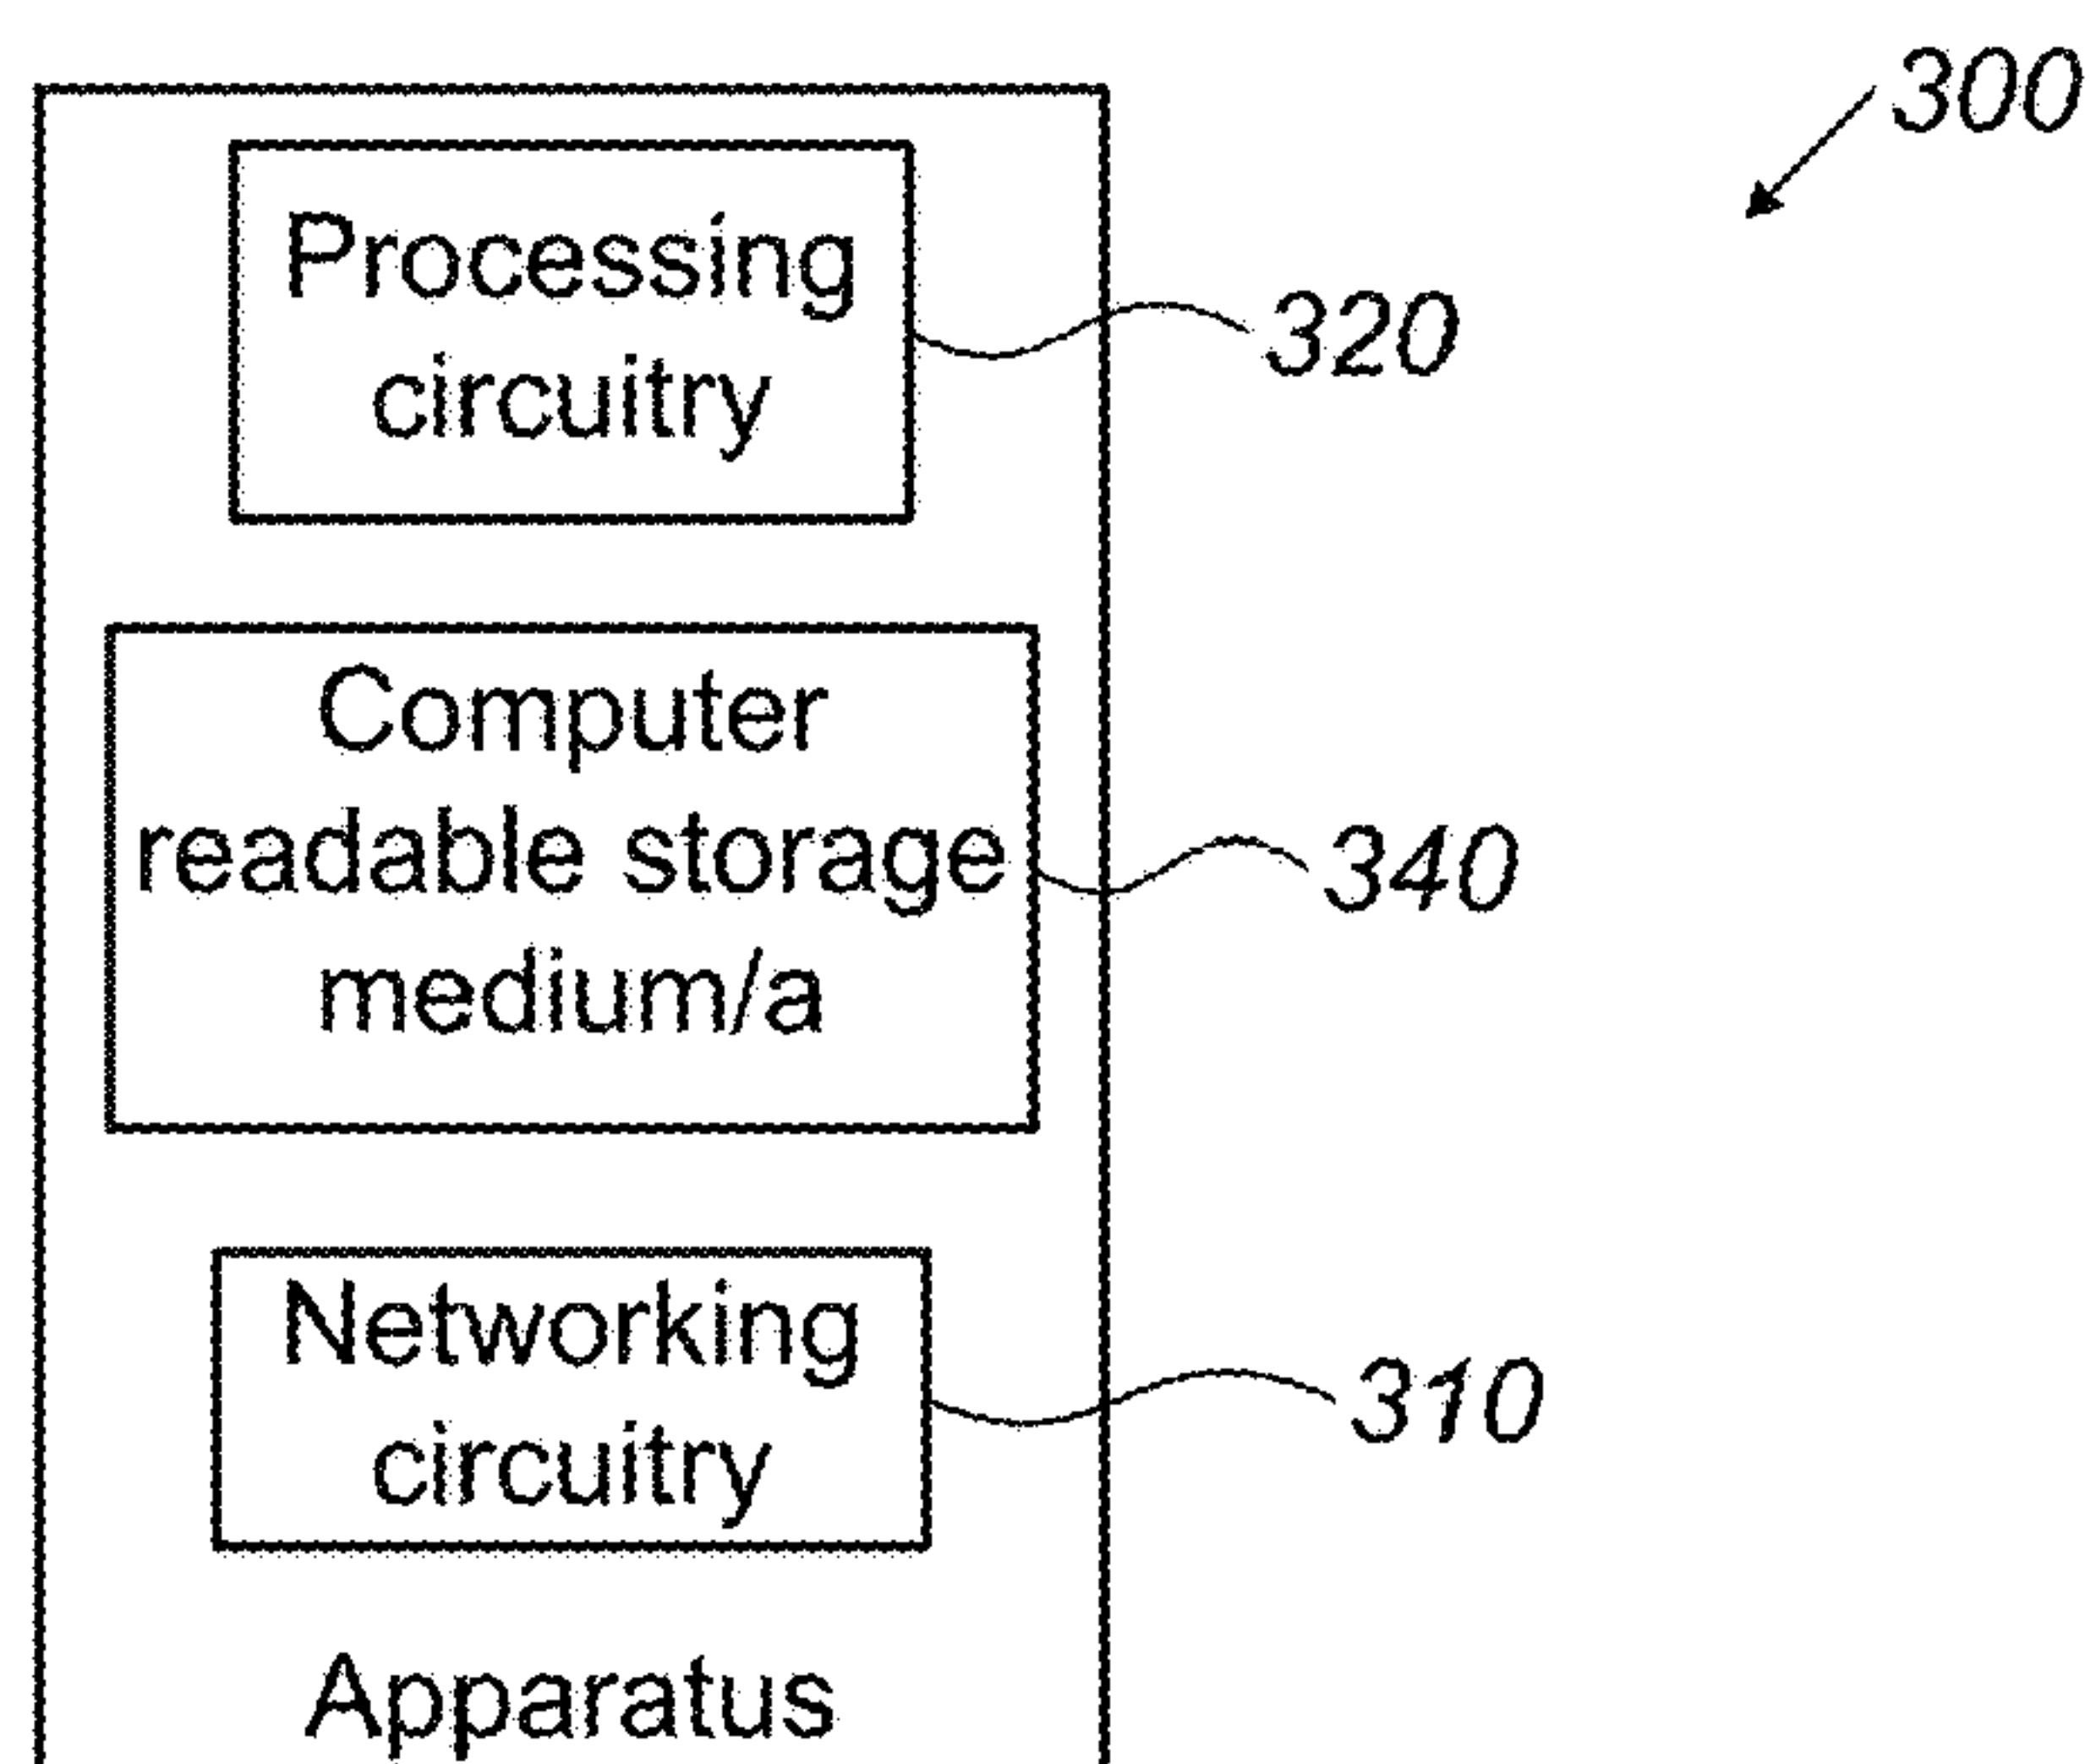 300
Processing
circuitry
320
Computer
readable storage
medium/a
340
Networking
circuitry
310
Apparatus